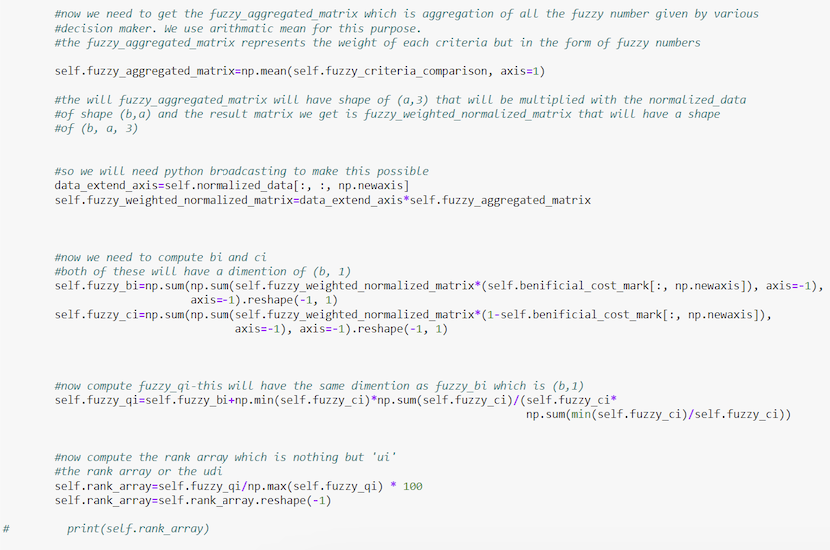 #now we need to get the fuzzy_aggregated_matrix which is aggregation of all the fuzzy number given by various
#decision maker. We use arithmatic mean for this purpose.
#the fuzzy_aggregated_matrix represents the weight of each criteria but in the form of fuzzy numbers
self.fuzzy_aggregated_matrix=np.mean(self.fuzzy_criteria_comparison, axis=1)
#the will fuzzy_aggregated_matrix will have shape of (a,3) that will be multiplied with the normalized_data
#of shape (b,a) and the result matrix we get is fuzzy_weighted_normalized_matrix that will have a shape
#of (b, a, 3)
#so we will need python broadcasting to make this possible
data_extend_axis=self.normalized_data[:, :, np.newaxis]
self.fuzzy_weighted_normalized_matrix=data_extend_axis*self.fuzzy_aggregated_matrix
#now we need to compute bi and ci
#both of these will have a dimention of (b, 1)
self.fuzzy_bi=np.sum(np.sum(self.fuzzy_weighted_normalized_matrix*(self.benificial_cost_mark[:, np.newaxis]), axis=-1),
axis=-1).reshape(-1, 1)
self.fuzzy_ci=np.sum(np.sum(self.fuzzy_weighted_normalized_matrix*(1-self.benificial_cost_mark[:, np.newaxis]),
axis=-1), axis=-1).reshape(-1, 1)
#now compute fuzzy_qi-this will have the same dimention as fuzzy_bi which is (b,1)
self.fuzzy_qi=self.fuzzy_bi+np.min(self.fuzzy_ci)*np.sum(self.fuzzy_ci)/(self.fuzzy_ci*
np.sum(min(self.fuzzy_ci)/self.fuzzy_ci))
#now compute the rank array which is nothing but 'ui'
#the rank array or the udi
self.rank_array=self.fuzzy_qi/np.max(self.fuzzy_qi) * 100
self.rank_array=self.rank_array.reshape(-1)
# print(self.rank_array)